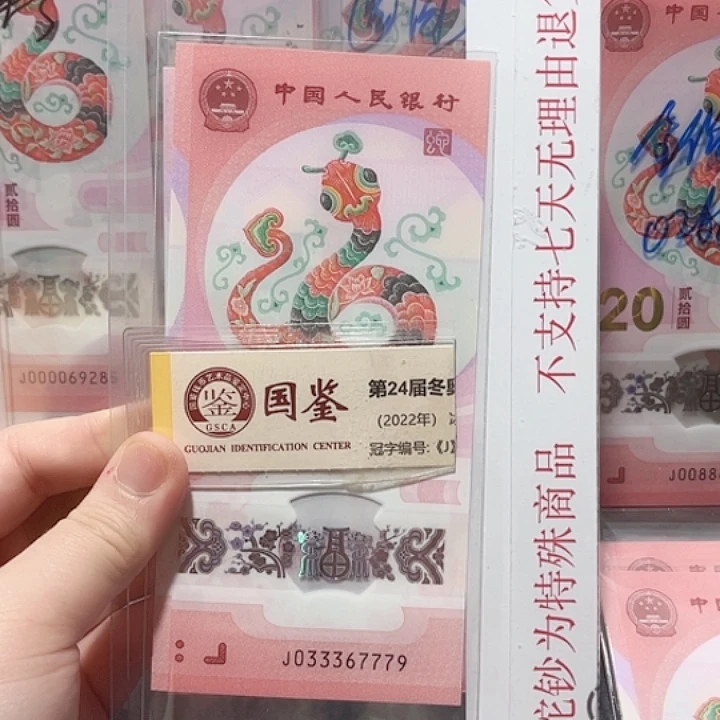 中国人民银行
国鉴
GSCA
GUOJIAN IDENTIFICATION CENTER
第24届冬奥
(2022年)
冠字编号:《J》
J033367779
贰拾圆
J00006928
不支持七天无理由退
钞为特殊商品
20
贰拾圆
J0088
中国